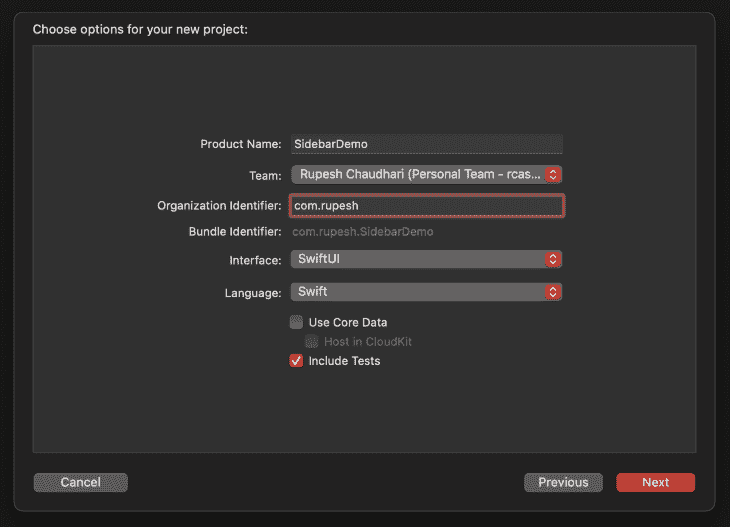 Choose options for your new project:
Product Name: SidebarDemo
Team: Rupesh Chaudhari (Personal Team - rcas...
Organization Identifier: com.rupesh
Bundle Identifier: com.rupesh.SidebarDemo
Interface: SwiftUI
Language: Swift
Use Core Data
Host in CloudKit
Include Tests
Cancel Previous Next